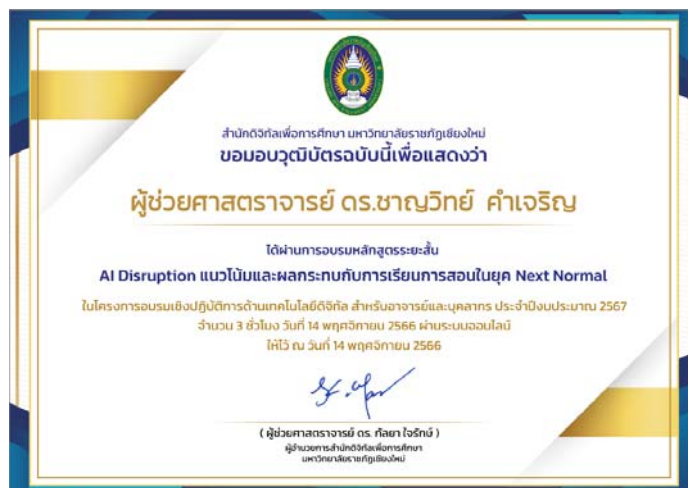 สำนักดิจิทัลเพื่อการศึกษา มหาวิทยาลัยราชภัฏเชียงใหม่
ขอมอบวุฒิบัตรฉบับนี้เพื่อแสดงว่า
ผู้ช่วยศาสตราจารย์ ดร.ชาญวิทย์ คำเจริญ
ได้ผ่านการอบรมหลักสูตรระยะสั้น
AI Disruption แนวโน้มและผลกระทบกับการเรียนการสอนในยุค Next Normal
ในโครงการอบรมเชิงปฏิบัติการด้านเทคโนโลยีดิจิทัล สำหรับอาจารย์และบุคลากร ประจำปีงบประมาณ 2567
จำนวน 3 ชั่วโมง วันที่ 14 พฤศจิกายน 2566 ผ่านระบบออนไลน์
ให้ไว้ ณ วันที่ 14 พฤศจิกายน 2566
( ผู้ช่วยศาสตราจารย์ ดร. กัลยา ใจรักษ์ )
ผู้อำนวยการสำนักดิจิทัลเพื่อการศึกษา
มหาวิทยาลัยราชภัฏเชียงใหม่